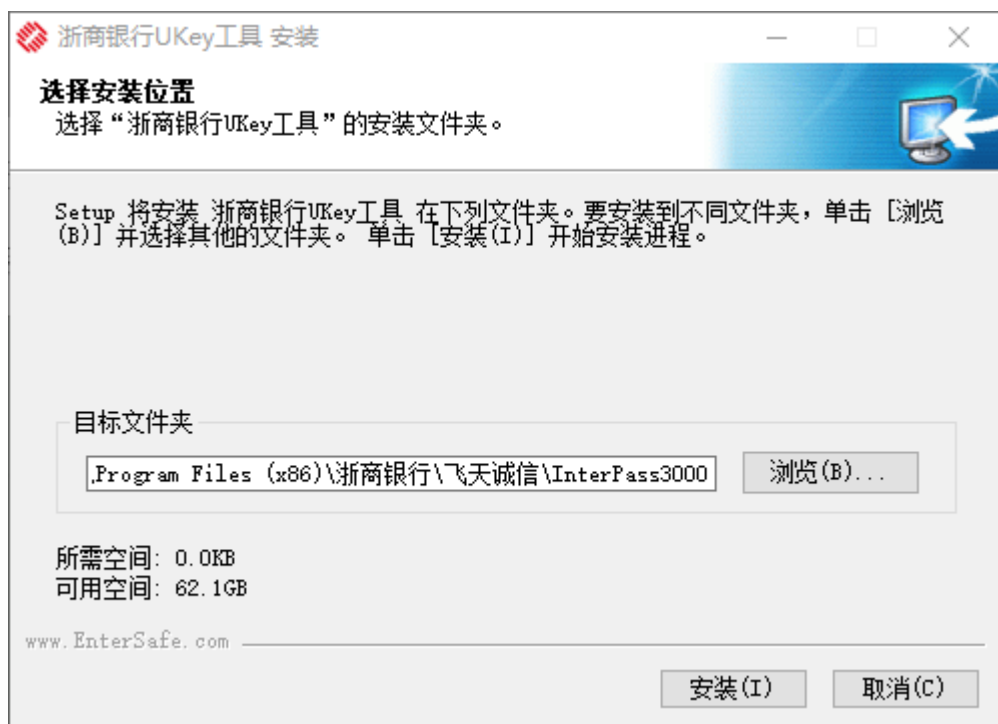 浙商银行UKey工具 安装
选择安装位置
选择“浙商银行UKey工具”的安装文件夹。
Setup 将安装 浙商银行UKey工具 在下列文件夹。要安装到不同文件夹，单击 [浏览
(B)] 并选择其他的文件夹。 单击 [安装(I)] 开始安装进程。
目标文件夹
Program Files (x86)\浙商银行\飞天诚信\InterPass3000
浏览(B)...
所需空间: 0.0KB
可用空间: 62.1GB
www.EnterSafe.com
安装(I)
取消(C)